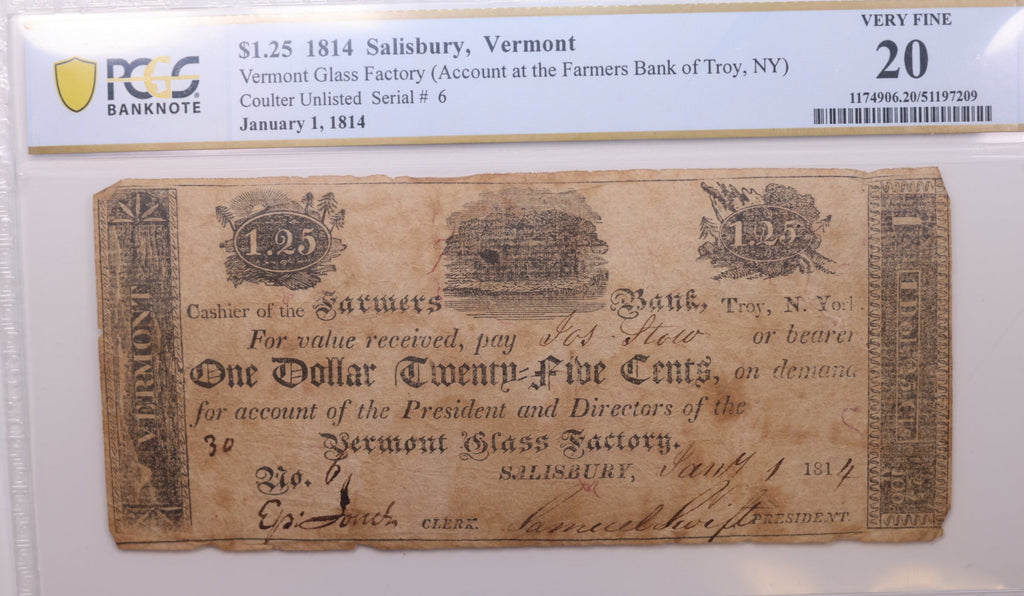 PCGS
BANKNOTE
$1.25 1814 Salisbury, Vermont
Vermont Glass Factory (Account at the Farmers Bank of Troy, NY)
Coulter Unlisted Serial # 6
January 1, 1814
VERY FINE
20
1174906.20/51197209
VERMONT
1.25
1.25
Cashier of the Farmers Bank, Troy, N. York
For value received, pay Jos Stow or bearer
One Dollar Twenty=Five Cents, on demand
for account of the President and Directors of the
30 Vermont Glass Factory.
No. 6 SALISBURY, Jany 1 1814
Ep: CLERK. Samuel Swift PRESIDENT.